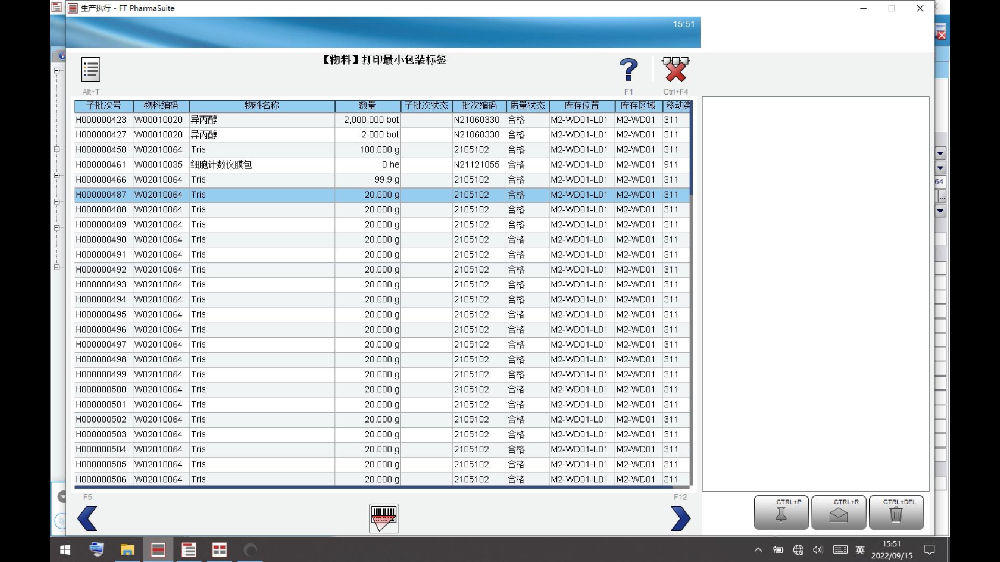 生产执行 - FT PharmaSuite
15:51
【物料】打印最小包装标签
Alt+T
F1
Ctrl+F4
子批次号 物料编码 物料名称 数量 子批次状态 批次编码 质量状态 库存位置 库存区域 移动类
H000000423 W00010020 异丙醇 2,000.000 bot N21060330 合格 M2-WD01-L01 M2-WD01 311
H000000427 W00010020 异丙醇 2.000 bot N21060330 合格 M2-WD01-L01 M2-WD01 311
H000000458 W02010064 Tris 100.000 g 2105102 合格 M2-WD01-L01 M2-WD01 311
H000000461 W00010035 细胞计数仪膜包 0 he N21121055 合格 M2-WD01-L01 M2-WD01 911
H000000466 W02010064 Tris 99.9 g 2105102 合格 M2-WD01-L01 M2-WD01 311
H000000487 W02010064 Tris 20.000 g 2105102 合格 M2-WD01-L01 M2-WD01 311
H000000488 W02010064 Tris 20.000 g 2105102 合格 M2-WD01-L01 M2-WD01 311
H000000489 W02010064 Tris 20.000 g 2105102 合格 M2-WD01-L01 M2-WD01 311
H000000490 W02010064 Tris 20.000 g 2105102 合格 M2-WD01-L01 M2-WD01 311
H000000491 W02010064 Tris 20.000 g 2105102 合格 M2-WD01-L01 M2-WD01 311
H000000492 W02010064 Tris 20.000 g 2105102 合格 M2-WD01-L01 M2-WD01 311
H000000493 W02010064 Tris 20.000 g 2105102 合格 M2-WD01-L01 M2-WD01 311
H000000494 W02010064 Tris 20.000 g 2105102 合格 M2-WD01-L01 M2-WD01 311
H000000495 W02010064 Tris 20.000 g 2105102 合格 M2-WD01-L01 M2-WD01 311
H000000496 W02010064 Tris 20.000 g 2105102 合格 M2-WD01-L01 M2-WD01 311
H000000497 W02010064 Tris 20.000 g 2105102 合格 M2-WD01-L01 M2-WD01 311
H000000498 W02010064 Tris 20.000 g 2105102 合格 M2-WD01-L01 M2-WD01 311
H000000499 W02010064 Tris 20.000 g 2105102 合格 M2-WD01-L01 M2-WD01 311
H000000500 W02010064 Tris 20.000 g 2105102 合格 M2-WD01-L01 M2-WD01 311
H000000501 W02010064 Tris 20.000 g 2105102 合格 M2-WD01-L01 M2-WD01 311
H000000502 W02010064 Tris 20.000 g 2105102 合格 M2-WD01-L01 M2-WD01 311
H000000503 W02010064 Tris 20.000 g 2105102 合格 M2-WD01-L01 M2-WD01 311
H000000504 W02010064 Tris 20.000 g 2105102 合格 M2-WD01-L01 M2-WD01 311
H000000505 W02010064 Tris 20.000 g 2105102 合格 M2-WD01-L01 M2-WD01 311
H000000506 W02010064 Tris 20.000 g 2105102 合格 M2-WD01-L01 M2-WD01 311
64
...
F5
F12
CTRL+P
CTRL+R
CTRL+DEL
英
15:51
2022/09/15